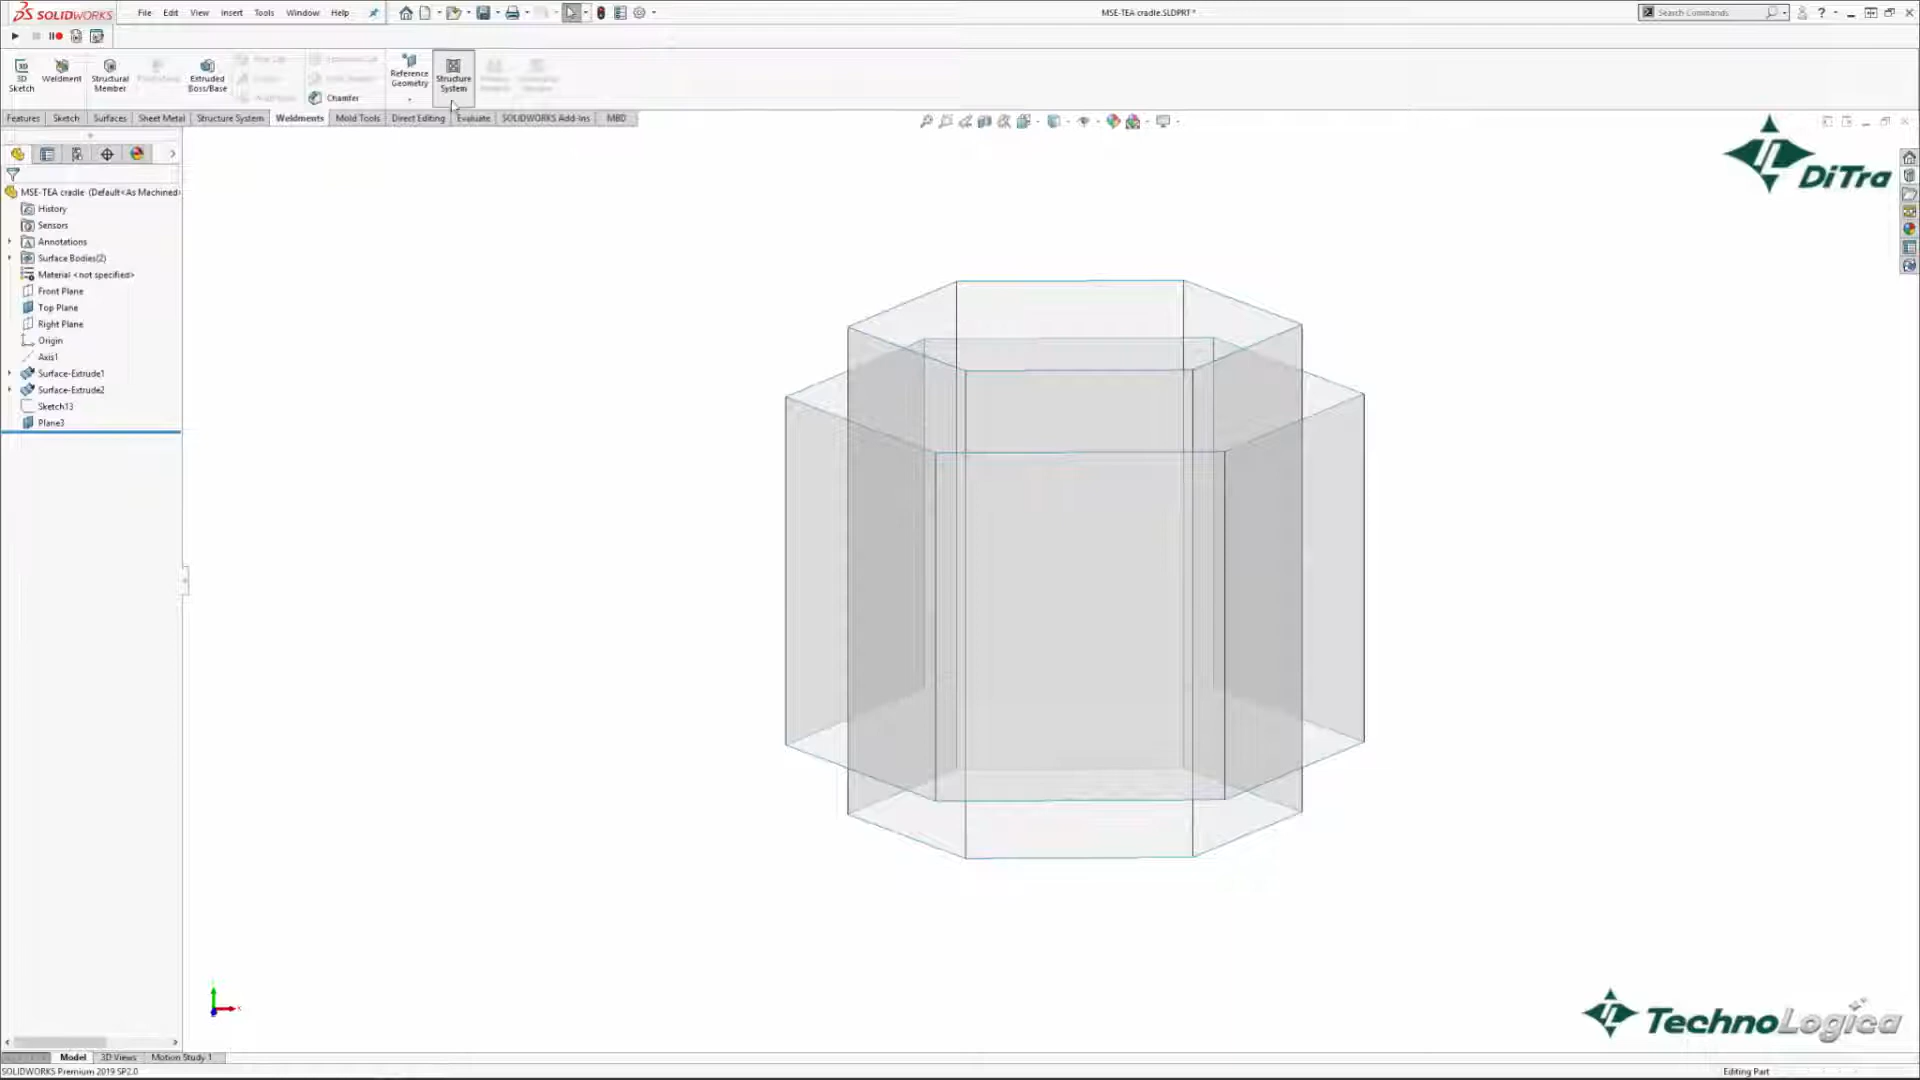 SOLIDWORKS File Edit View Insert Tools Window Help MSE-TEA cradle.SLDPRT * Search Commands
3D Sketch
Weldment
Structural Member
Extruded Boss/Base
Chamfer
Reference Geometry
Structure System
Features Sketch Surfaces Sheet Metal Structure System Weldments Mold Tools Direct Editing Evaluate SOLIDWORKS Add-Ins MBD
MSE-TEA cradle (Default<As Machined>
History
Sensors
Annotations
Surface Bodies(2)
Material <not specified>
Front Plane
Top Plane
Right Plane
Origin
Axis1
Surface-Extrude1
Surface-Extrude2
Sketch13
Plane3
DiTra
TechnoLogica
Model 3D Views Motion Study 1
SOLIDWORKS Premium 2019 SP2.0 Editing Part